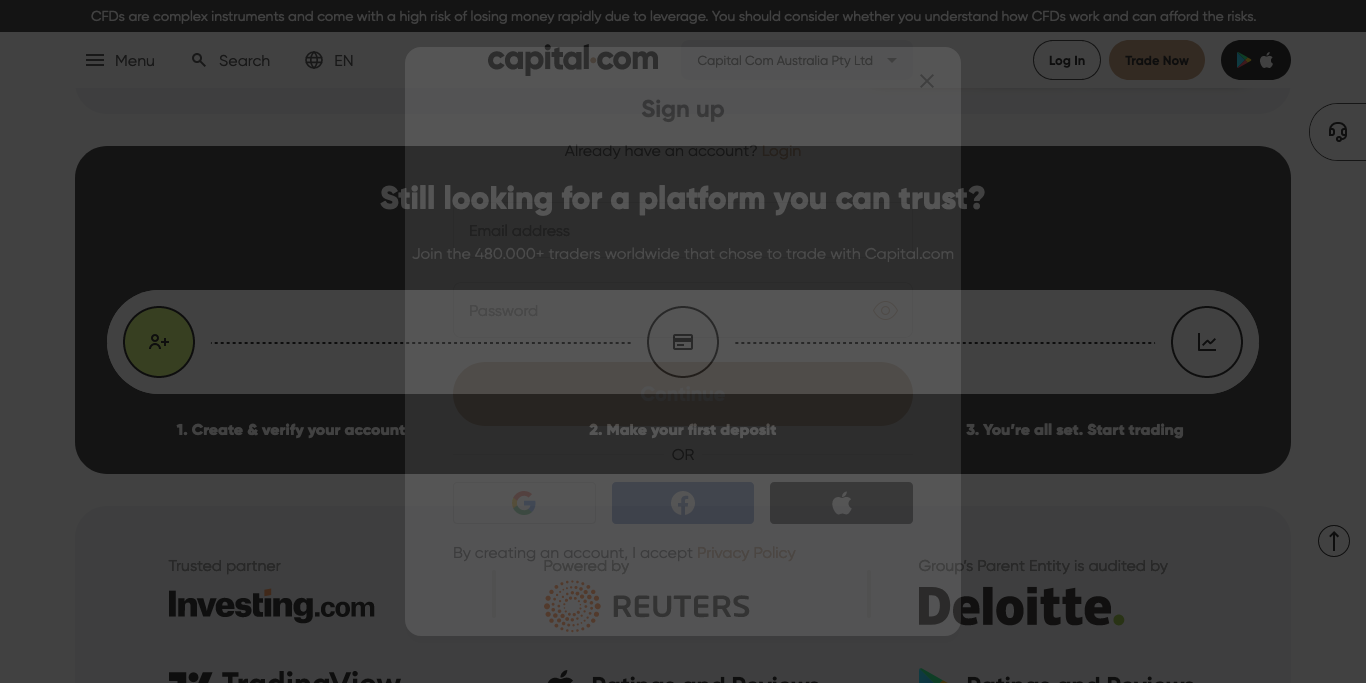 CFDs are complex instruments and come with a high risk of losing money rapidly due to leverage. You should consider whether you understand how CFDs work and can afford the risks.
Menu
Search
EN
capital.com
Capital Com Australia Pty Ltd
Log In
Trade Now
Sign up
Already have an account? Login
Still looking for a platform you can trust?
Email address
Join the 480.000+ traders worldwide that chose to trade with Capital.com
Password
Continue
1. Create & verify your account
2. Make your first deposit
3. You’re all set. Start trading
OR
By creating an account, I accept Privacy Policy
Trusted partner
Powered by
Group's Parent Entity is audited by
Investing.com
REUTERS
Deloitte.
TradingView
Ratings and Reviews
Ratings and Reviews